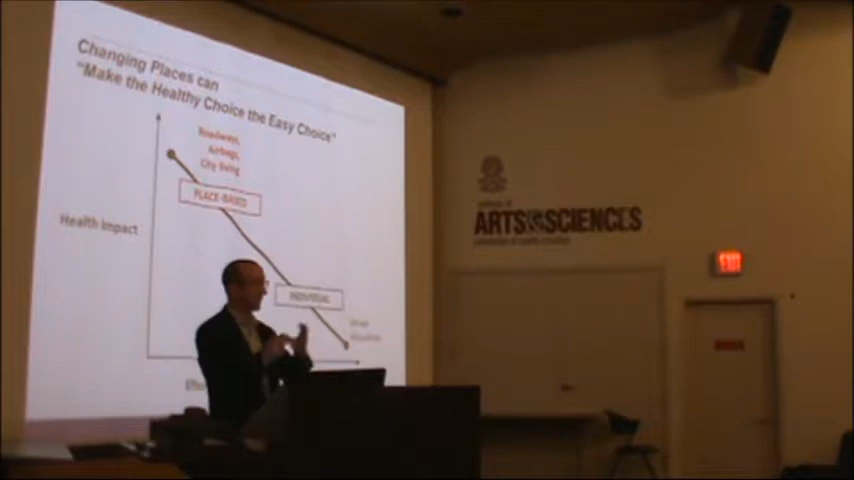 Changing Places can
"Make the Healthy Choice the Easy Choice"
Roadways,
Airbags,
City Living
PLACE-BASED
Health Impact
INDIVIDUAL
ARTS & SCIENCES
EXIT